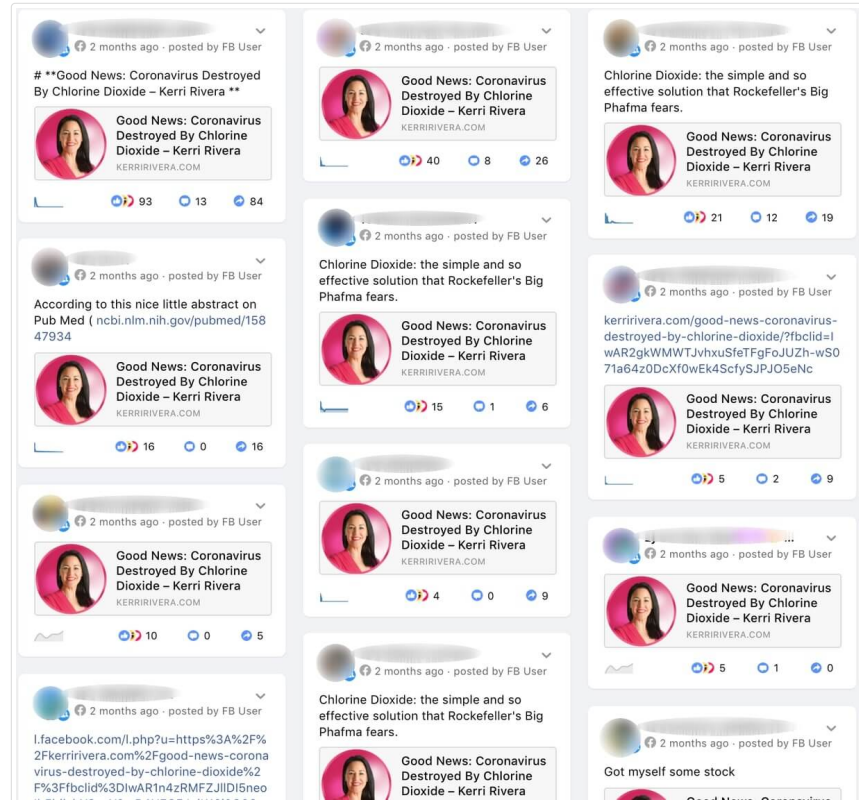 2 months ago · posted by FB User
# **Good News: Coronavirus Destroyed
By Chlorine Dioxide – Kerri Rivera **
Good News: Coronavirus
Destroyed By Chlorine
Dioxide – Kerri Rivera
KERRIRIVERA.COM
93 13 84
2 months ago · posted by FB User
According to this nice little abstract on
Pub Med ( ncbi.nlm.nih.gov/pubmed/158
47934
Good News: Coronavirus
Destroyed By Chlorine
Dioxide – Kerri Rivera
KERRIRIVERA.COM
16 0 16
2 months ago · posted by FB User
Good News: Coronavirus
Destroyed By Chlorine
Dioxide – Kerri Rivera
KERRIRIVERA.COM
10 0 5
2 months ago · posted by FB User
l.facebook.com/l.php?u=https%3A%2F%
2Fkerririvera.com%2Fgood-news-corona
virus-destroyed-by-chlorine-dioxide%2
F%3Ffbclid%3DIwAR1n4zRMFZJIlDI5neo
2 months ago · posted by FB User
Good News: Coronavirus
Destroyed By Chlorine
Dioxide – Kerri Rivera
KERRIRIVERA.COM
40 8 26
2 months ago · posted by FB User
Chlorine Dioxide: the simple and so
effective solution that Rockefeller's Big
Phafma fears.
Good News: Coronavirus
Destroyed By Chlorine
Dioxide – Kerri Rivera
KERRIRIVERA.COM
15 1 6
2 months ago · posted by FB User
Good News: Coronavirus
Destroyed By Chlorine
Dioxide – Kerri Rivera
KERRIRIVERA.COM
4 0 9
2 months ago · posted by FB User
Chlorine Dioxide: the simple and so
effective solution that Rockefeller's Big
Phafma fears.
Good News: Coronavirus
Destroyed By Chlorine
2 months ago · posted by FB User
Chlorine Dioxide: the simple and so
effective solution that Rockefeller's Big
Phafma fears.
Good News: Coronavirus
Destroyed By Chlorine
Dioxide – Kerri Rivera
KERRIRIVERA.COM
21 12 19
2 months ago · posted by FB User
kerririvera.com/good-news-coronavirus-
destroyed-by-chlorine-dioxide/?fbclid=I
wAR2gkWMWTJvhxuSfeTFgFoJUZh-wS0
71a64z0DcXf0wEk4ScfySJPJO5eNc
Good News: Coronavirus
Destroyed By Chlorine
Dioxide – Kerri Rivera
KERRIRIVERA.COM
5 2 9
...
2 months ago · posted by FB User
Good News: Coronavirus
Destroyed By Chlorine
Dioxide – Kerri Rivera
KERRIRIVERA.COM
5 1 0
2 months ago · posted by FB User
Got myself some stock
Good News: Coronavirus